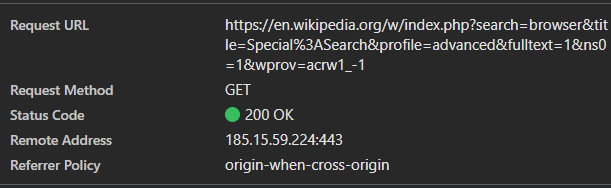 Request URL https://en.wikipedia.org/w/index.php?search=browser&tit
le=Special%3ASearch&profile=advanced&fulltext=1&ns0
=1&wprov=acrw1_-1
Request Method GET
Status Code 200 OK
Remote Address 185.15.59.224:443
Referrer Policy origin-when-cross-origin